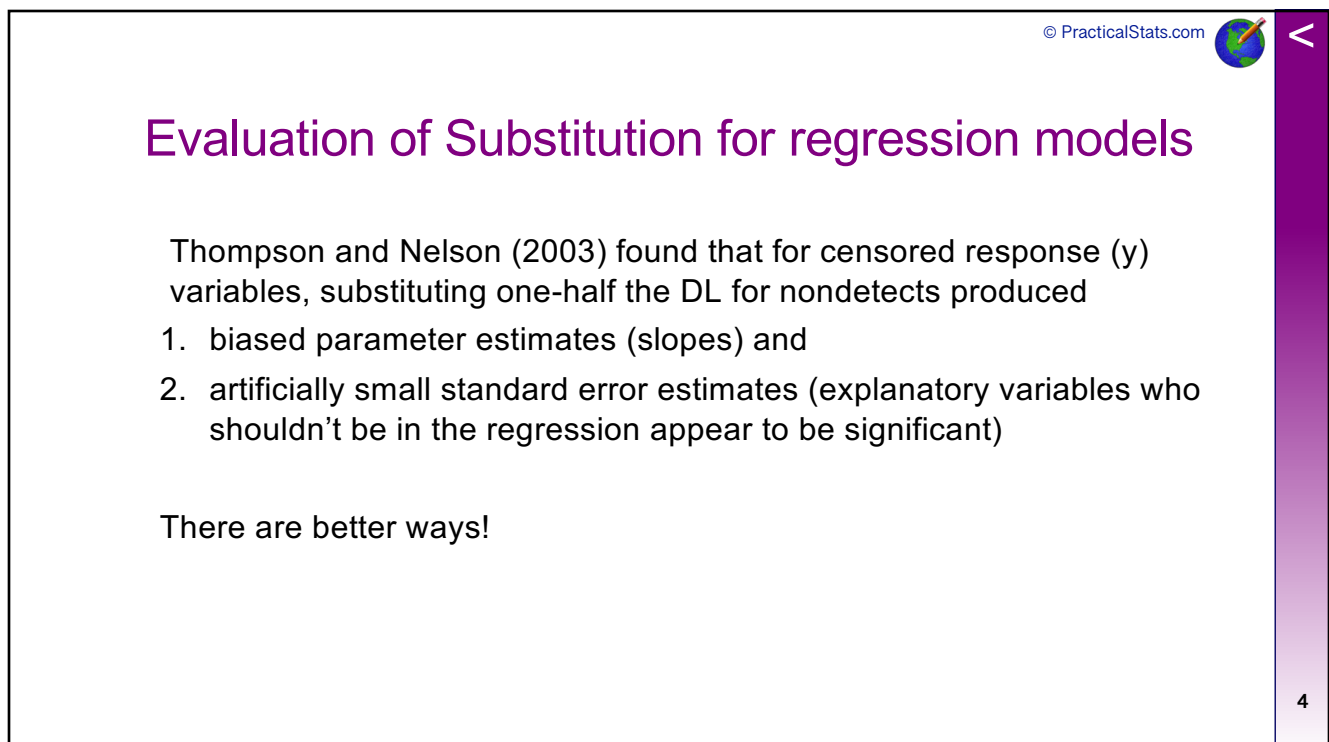 © PracticalStats.com
<
Evaluation of Substitution for regression models
Thompson and Nelson (2003) found that for censored response (y)
variables, substituting one-half the DL for nondetects produced
1. biased parameter estimates (slopes) and
2. artificially small standard error estimates (explanatory variables who
shouldn’t be in the regression appear to be significant)
There are better ways!
4